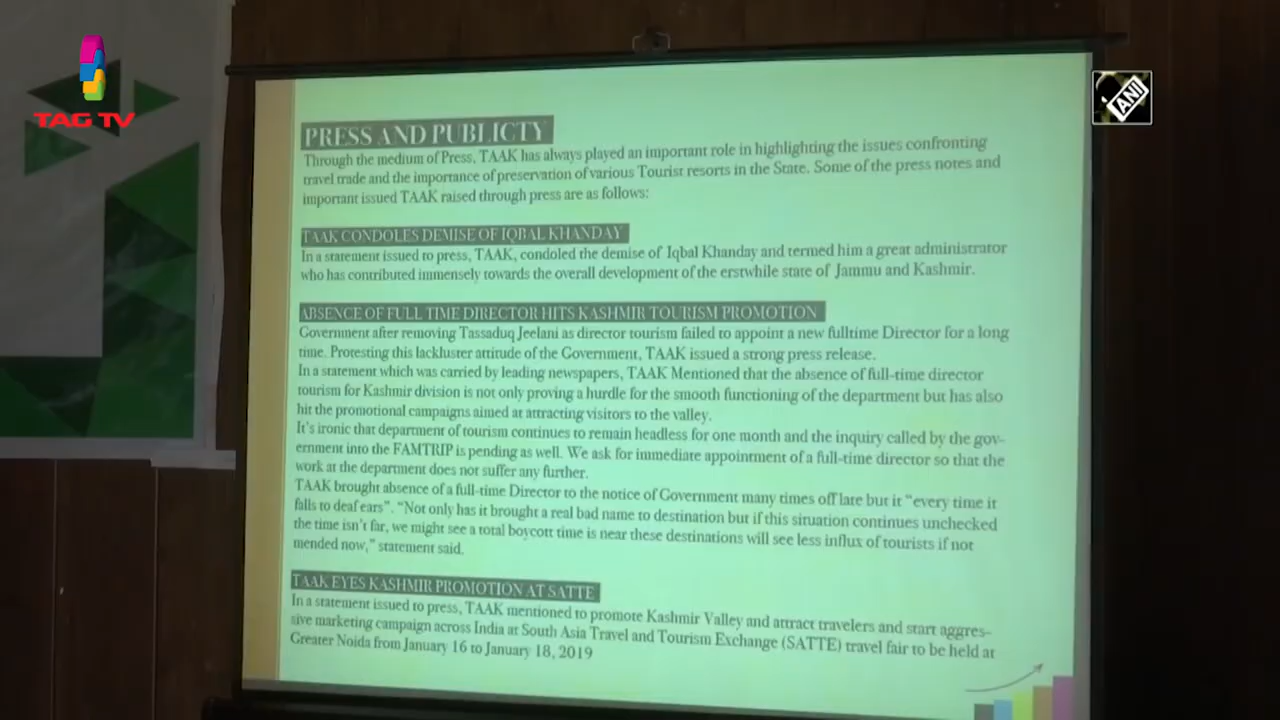 TAG TV
ANI
PRESS AND PUBLICTY
Through the medium of Press, TAAK has always played an important role in highlighting the issues confronting
travel trade and the importance of preservation of various Tourist resorts in the State. Some of the press notes and
important issued TAAK raised through press are as follows:
TAAK CONDOLES DEMISE OF IQBAL KHANDAY
In a statement issued to press, TAAK, condoled the demise of Iqbal Khanday and termed him a great administrator
who has contributed immensely towards the overall development of the erstwhile state of Jammu and Kashmir.
ABSENCE OF FULL TIME DIRECTOR HITS KASHMIR TOURISM PROMOTION
Government after removing Tassaduq Jeelani as director tourism failed to appoint a new fulltime Director for a long
time. Protesting this lackluster attitude of the Government, TAAK issued a strong press release.
In a statement which was carried by leading newspapers, TAAK Mentioned that the absence of full-time director
tourism for Kashmir division is not only proving a hurdle for the smooth functioning of the department but has also
hit the promotional campaigns aimed at attracting visitors to the valley.
It's ironic that department of tourism continues to remain headless for one month and the inquiry called by the gov-
ernment into the FAMTRIP is pending as well. We ask for immediate appointment of a full-time director so that the
work at the department does not suffer any further.
TAAK brought absence of a full-time Director to the notice of Government many times off late but it "every time it
falls to deaf ears". "Not only has it brought a real bad name to destination but if this situation continues unchecked
the time isn't far, we might see a total boycott time is near these destinations will see less influx of tourists if not
mended now," statement said.
TAAK EYES KASHMIR PROMOTION AT SATTE
In a statement issued to press, TAAK mentioned to promote Kashmir Valley and attract travelers and start aggres-
sive marketing campaign across India at South Asia Travel and Tourism Exchange (SATTE) travel fair to be held at
Greater Noida from January 16 to January 18, 2019